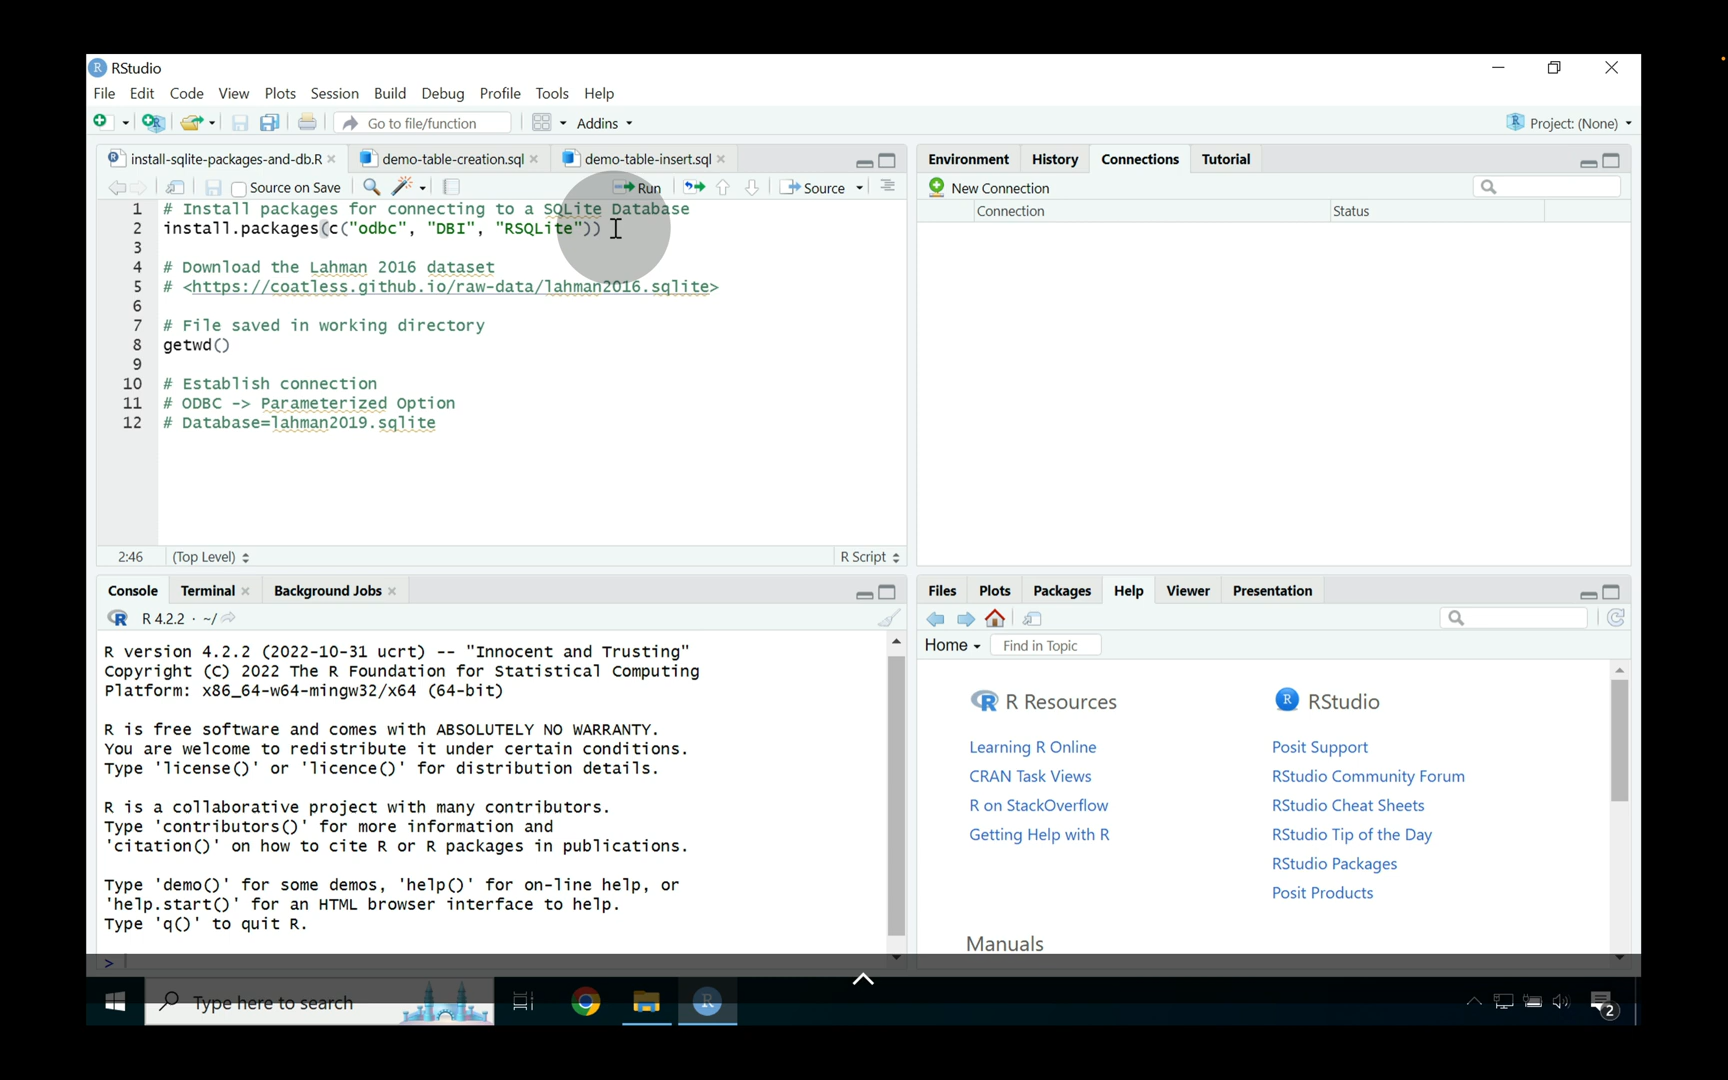 RStudio
File Edit Code View Plots Session Build Debug Profile Tools Help
Go to file/function Addins Project: (None)
install-sqlite-packages-and-db.R demo-table-creation.sql demo-table-insert.sql
Source on Save Run Source
1 # Install packages for connecting to a SQLite Database
2 install.packages(c("odbc", "DBI", "RSQLite"))
3
4 # Download the Lahman 2016 dataset
5 # <https://coatless.github.io/raw-data/lahman2016.sqlite>
6
7 # File saved in working directory
8 getwd()
9
10 # Establish connection
11 # ODBC -> Parameterized Option
12 # Database=lahman2019.sqlite
2:46 (Top Level) R Script
Environment History Connections Tutorial
New Connection
Connection Status
Console Terminal Background Jobs
R 4.2.2 · ~/
R version 4.2.2 (2022-10-31 ucrt) -- "Innocent and Trusting"
Copyright (C) 2022 The R Foundation for Statistical Computing
Platform: x86_64-w64-mingw32/x64 (64-bit)
R is free software and comes with ABSOLUTELY NO WARRANTY.
You are welcome to redistribute it under certain conditions.
Type 'license()' or 'licence()' for distribution details.
R is a collaborative project with many contributors.
Type 'contributors()' for more information and
'citation()' on how to cite R or R packages in publications.
Type 'demo()' for some demos, 'help()' for on-line help, or
'help.start()' for an HTML browser interface to help.
Type 'q()' to quit R.
>
Files Plots Packages Help Viewer Presentation
Home Find in Topic
R Resources
Learning R Online
CRAN Task Views
R on StackOverflow
Getting Help with R
RStudio
Posit Support
RStudio Community Forum
RStudio Cheat Sheets
RStudio Tip of the Day
RStudio Packages
Posit Products
Manuals
Type here to search
2